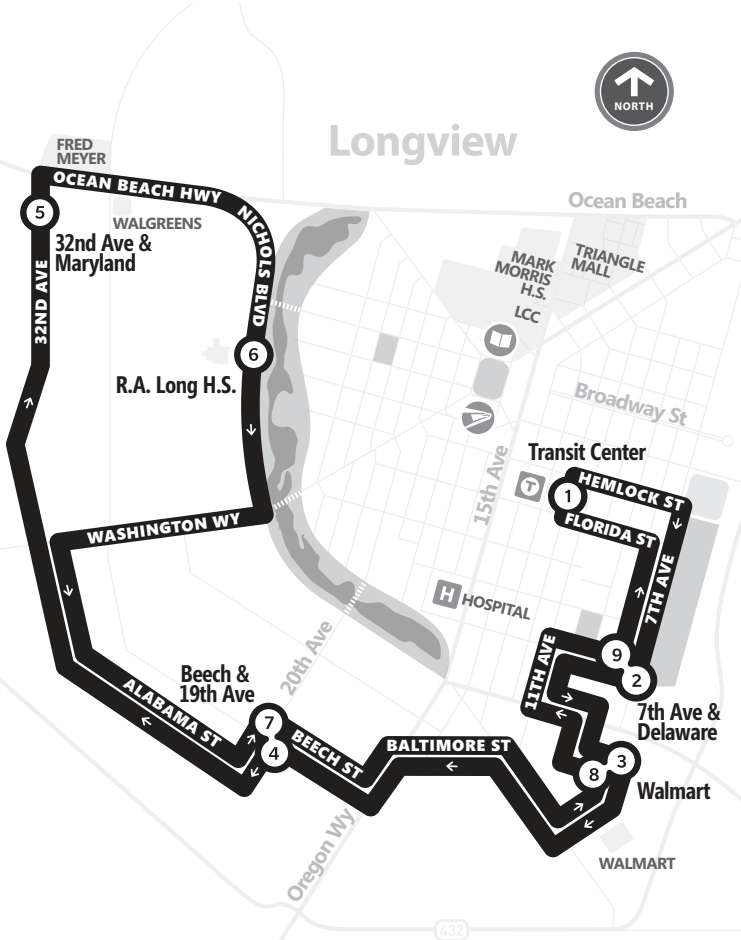 NORTH
Longview
FRED
MEYER
OCEAN BEACH HWY
Ocean Beach
5
WALGREENS
32nd Ave &
Maryland
NICHOLS BLVD
32ND AVE
MARK
MORRIS
H.S.
TRIANGLE
MALL
LCC
6
R.A. Long H.S.
Broadway St
Transit Center
15th Ave
T
1
HEMLOCK ST
FLORIDA ST
WASHINGTON WY
7TH AVE
H
HOSPITAL
20th Ave
11TH AVE
9
2
Beech &
19th Ave
ALABAMA ST
7
4
BEECH ST
BALTIMORE ST
7th Ave &
Delaware
3
8
Walmart
Oregon Wy
WALMART
432